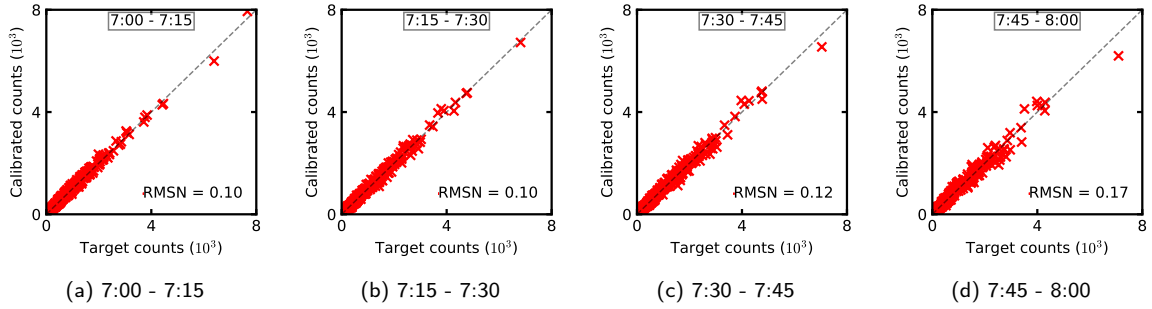 7:00 - 7:15
Calibrated counts (10³)
8
4
0
RMSN = 0.10
0 4 8
Target counts (10³)
(a) 7:00 - 7:15
7:15 - 7:30
Calibrated counts (10³)
8
4
0
RMSN = 0.10
0 4 8
Target counts (10³)
(b) 7:15 - 7:30
7:30 - 7:45
Calibrated counts (10³)
8
4
0
RMSN = 0.12
0 4 8
Target counts (10³)
(c) 7:30 - 7:45
7:45 - 8:00
Calibrated counts (10³)
8
4
0
RMSN = 0.17
0 4 8
Target counts (10³)
(d) 7:45 - 8:00